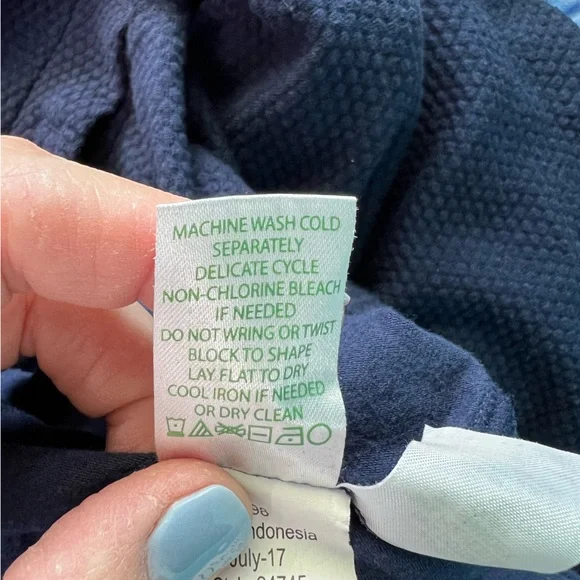 MACHINE WASH COLD
SEPARATELY
DELICATE CYCLE
NON-CHLORINE BLEACH
IF NEEDED
DO NOT WRING OR TWIST
BLOCK TO SHAPE
LAY FLAT TO DRY
COOL IRON IF NEEDED
OR DRY CLEAN
July-17